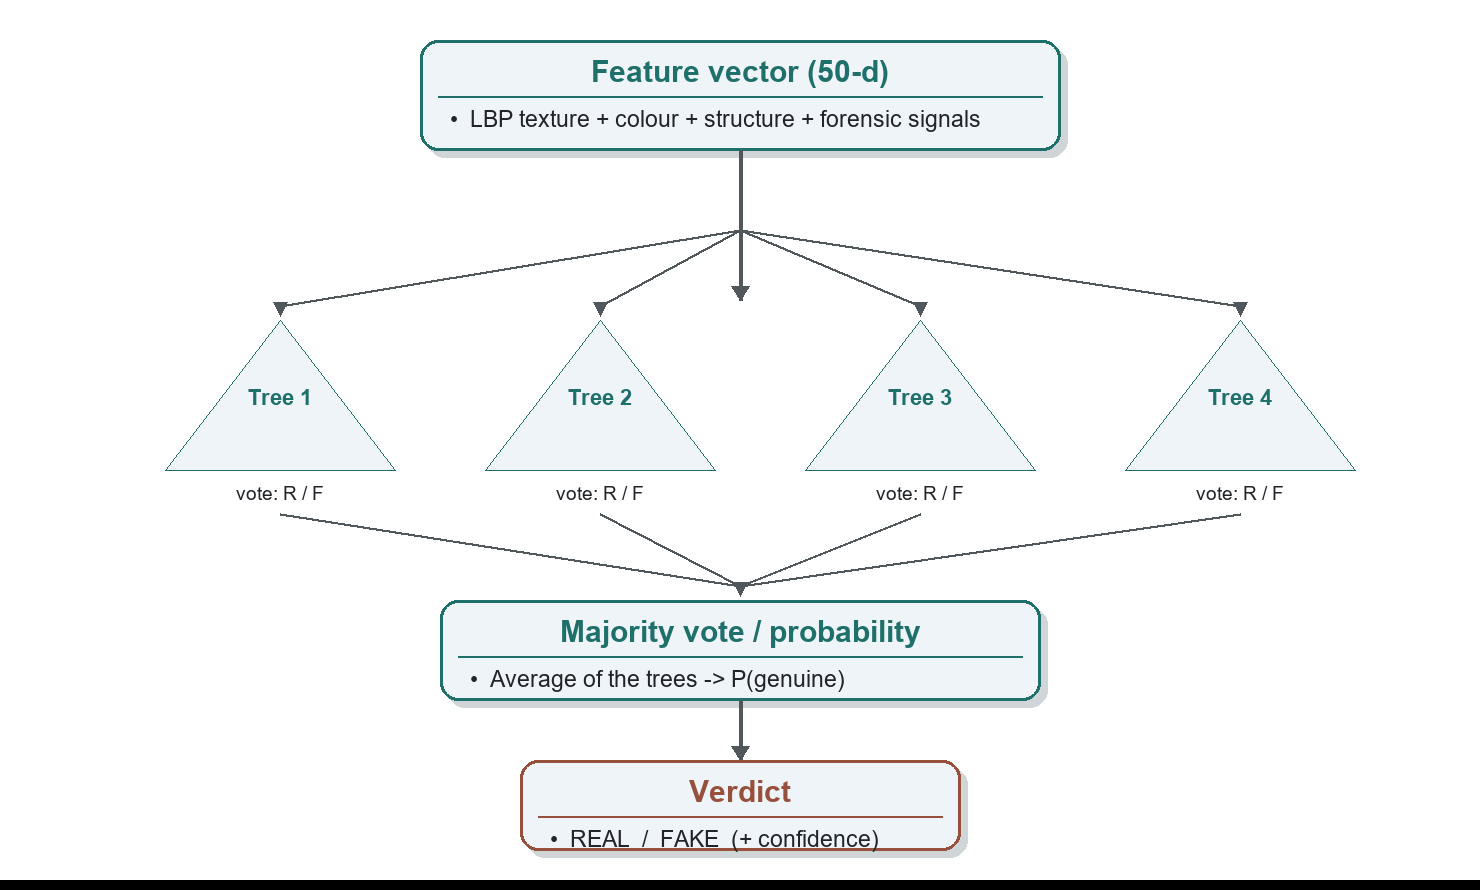 Feature vector (50-d)
• LBP texture + colour + structure + forensic signals
Tree 1 Tree 2 Tree 3 Tree 4
vote: R / F vote: R / F vote: R / F vote: R / F
Majority vote / probability
• Average of the trees -> P(genuine)
Verdict
• REAL / FAKE (+ confidence)